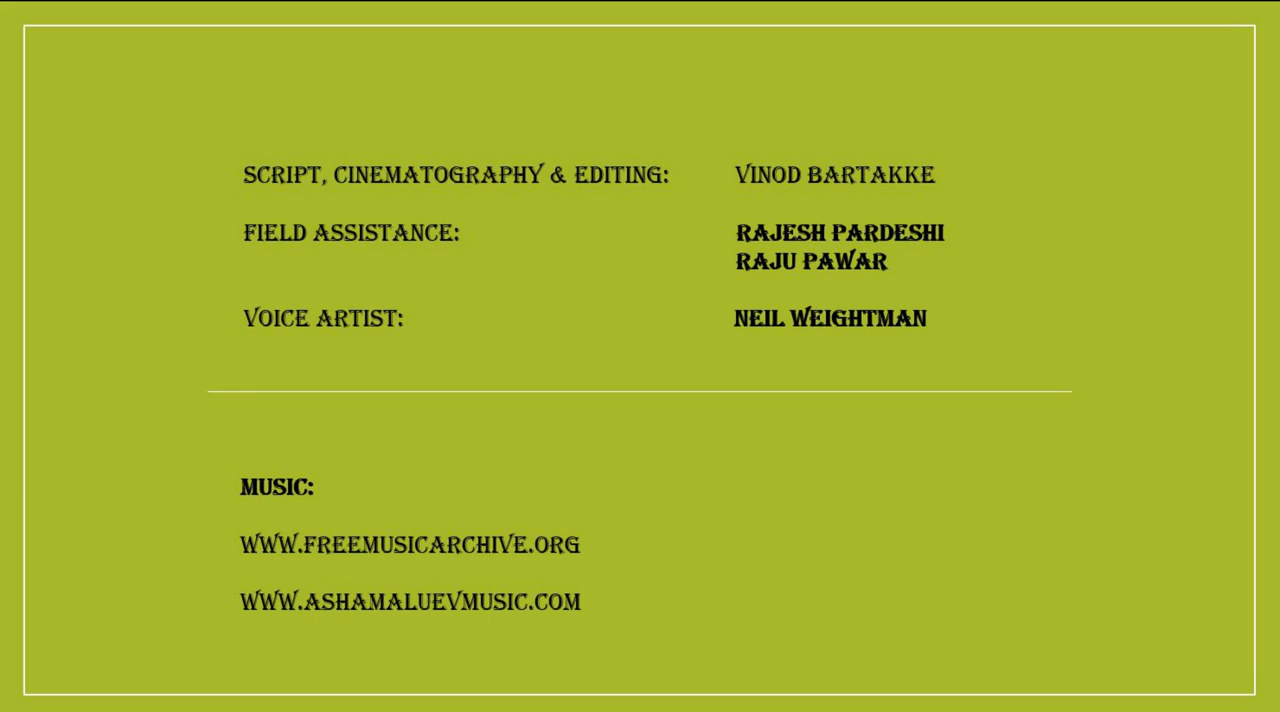 SCRIPT, CINEMATOGRAPHY & EDITING: VINOD BARTAKKE
FIELD ASSISTANCE: RAJESH PARDESHI
RAJU PAWAR
VOICE ARTIST: NEIL WEIGHTMAN
MUSIC:
WWW.FREEMUSICARCHIVE.ORG
WWW.ASHAMALUEVMUSIC.COM